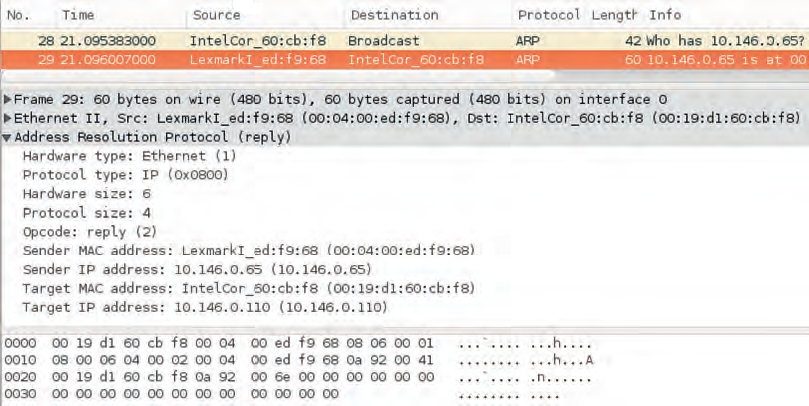 No. Time Source Destination Protocol Length Info
28 21.095383000 IntelCor_60:cb:f8 Broadcast ARP 42 Who has 10.146.0.65?
29 21.096007000 LexmarkI_ed:f9:68 IntelCor_60:cb:f8 ARP 60 10.146.0.65 is at 00
Frame 29: 60 bytes on wire (480 bits), 60 bytes captured (480 bits) on interface 0
Ethernet II, Src: LexmarkI_ed:f9:68 (00:04:00:ed:f9:68), Dst: IntelCor_60:cb:f8 (00:19:d1:60:cb:f8)
Address Resolution Protocol (reply)
Hardware type: Ethernet (1)
Protocol type: IP (0x0800)
Hardware size: 6
Protocol size: 4
Opcode: reply (2)
Sender MAC address: LexmarkI_ed:f9:68 (00:04:00:ed:f9:68)
Sender IP address: 10.146.0.65 (10.146.0.65)
Target MAC address: IntelCor_60:cb:f8 (00:19:d1:60:cb:f8)
Target IP address: 10.146.0.110 (10.146.0.110)
0000 00 19 d1 60 cb f8 00 04 00 ed f9 68 08 06 00 01 ...`.... ...h....
0010 08 00 06 04 00 02 00 04 00 ed f9 68 0a 92 00 41 ........ ...h...A
0020 00 19 d1 60 cb f8 0a 92 00 6e 00 00 00 00 00 00 ...`.... .n......
0030 00 00 00 00 00 00 00 00 00 00 00 00 ........ ....